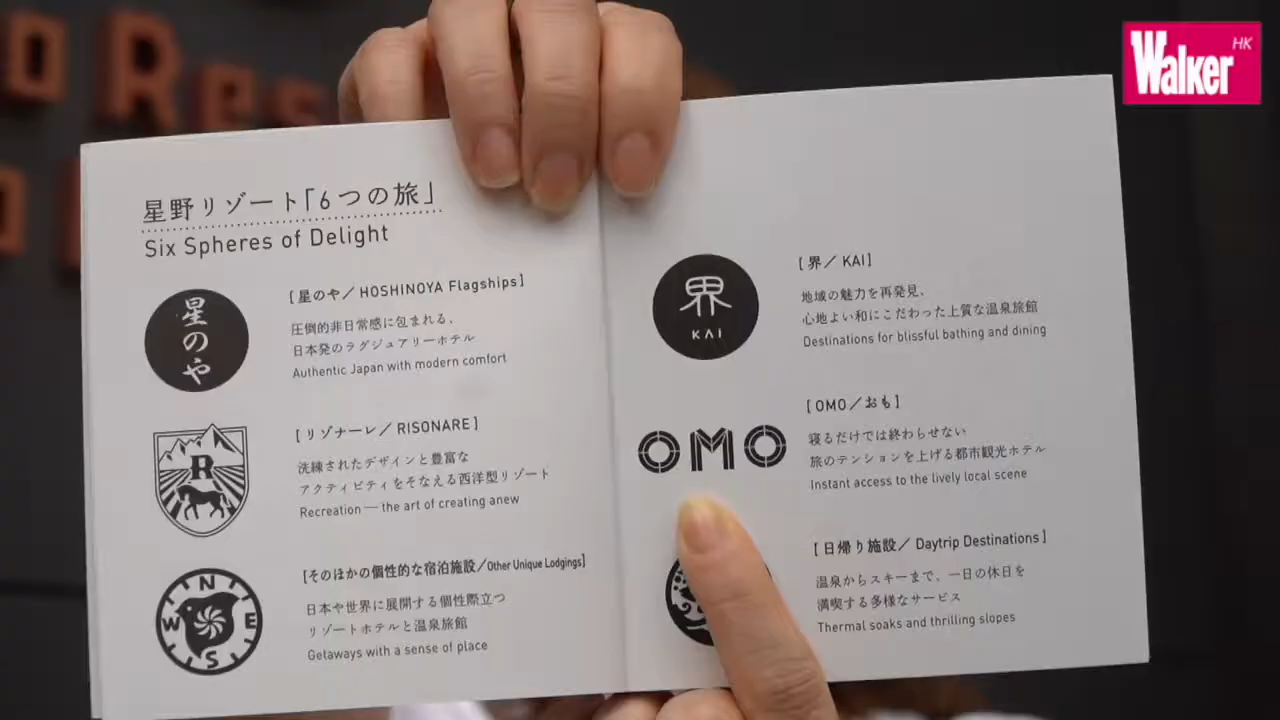 Walker HK
星野リゾート「6つの旅」
Six Spheres of Delight
星のや
[星のや／HOSHINOYA Flagships]
圧倒的非日常感に包まれる、
日本発のラグジュアリーホテル
Authentic Japan with modern comfort
R
[リゾナーレ／RISONARE]
洗練されたデザインと豊富な
アクティビティをそなえる西洋型リゾート
Recreation — the art of creating anew
N
W E
S
[そのほかの個性的な宿泊施設／Other Unique Lodgings]
日本や世界に展開する個性際立つ
リゾートホテルと温泉旅館
Getaways with a sense of place
界
KAI
[界／KAI]
地域の魅力を再発見、
心地よい和にこだわった上質な温泉旅館
Destinations for blissful bathing and dining
OMO
[OMO／おも]
寝るだけでは終わらせない
旅のテンションを上げる都市観光ホテル
Instant access to the lively local scene
[日帰り施設／Daytrip Destinations]
温泉からスキーまで、一日の休日を
満喫する多様なサービス
Thermal soaks and thrilling slopes